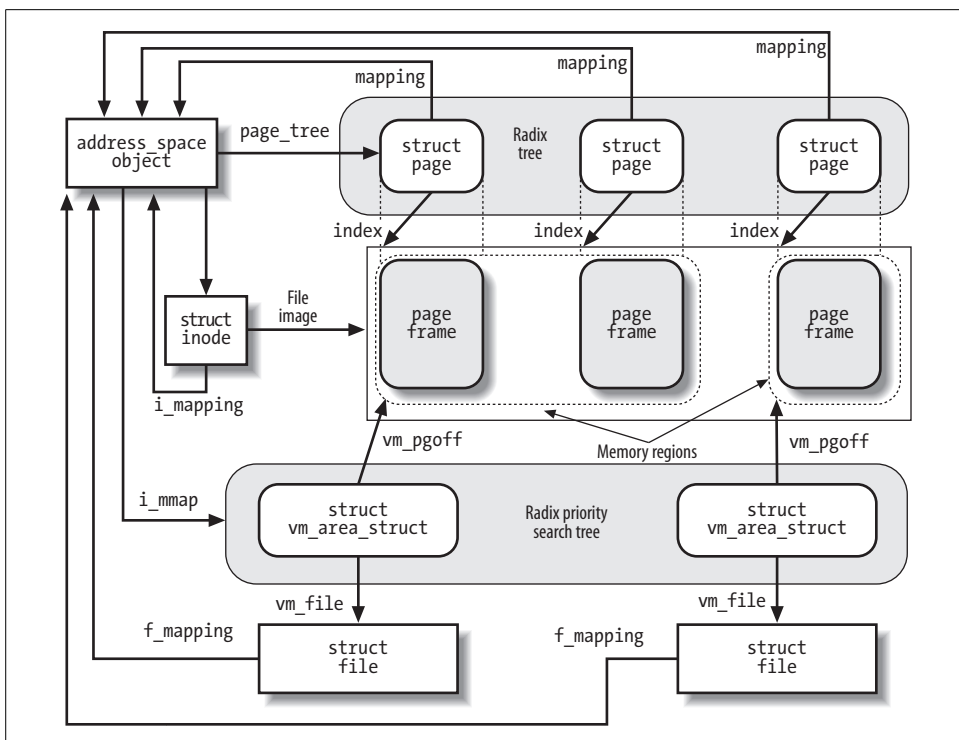 mapping
mapping
mapping
address_space
object
page_tree
struct
page
Radix
tree
struct
page
struct
page
index
index
index
struct
inode
File
image
page
frame
page
frame
page
frame
i_mapping
vm_pgoff
Memory regions
vm_pgoff
i_mmap
struct
vm_area_struct
Radix priority
search tree
struct
vm_area_struct
vm_file
vm_file
f_mapping
f_mapping
struct
file
struct
file